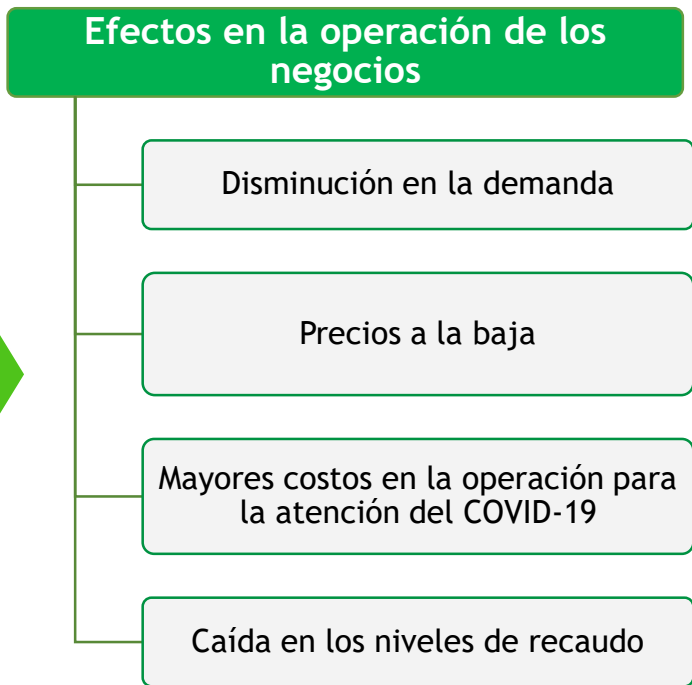 Efectos en la operación de los
negocios
Disminución en la demanda
Precios a la baja
Mayores costos en la operación para
la atención del COVID-19
Caída en los niveles de recaudo